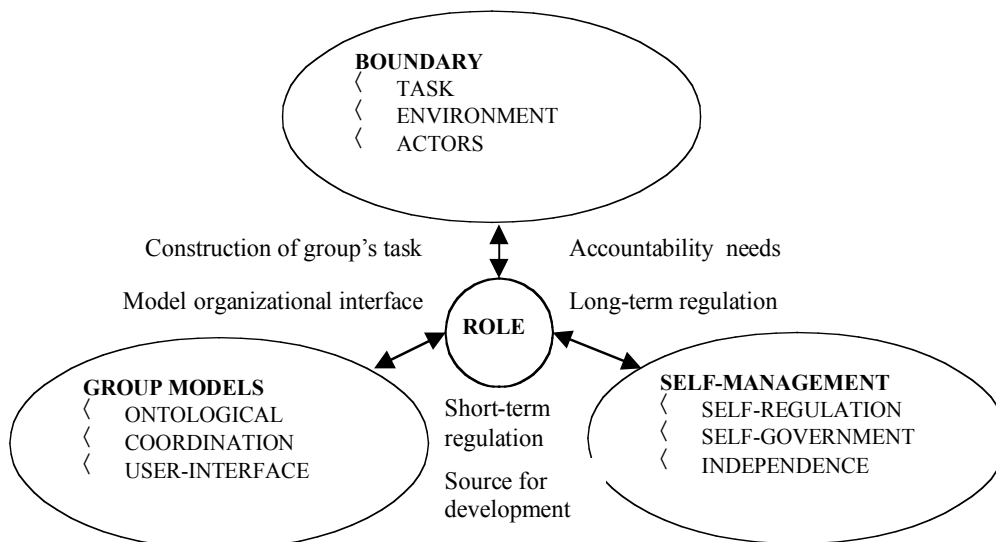 BOUNDARY
〈 TASK
〈 ENVIRONMENT
〈 ACTORS
Construction of group’s task
Accountability needs
Model organizational interface
Long-term regulation
ROLE
GROUP MODELS
〈 ONTOLOGICAL
〈 COORDINATION
〈 USER-INTERFACE
Short-term
regulation
Source for
development
SELF-MANAGEMENT
〈 SELF-REGULATION
〈 SELF-GOVERNMENT
〈 INDEPENDENCE